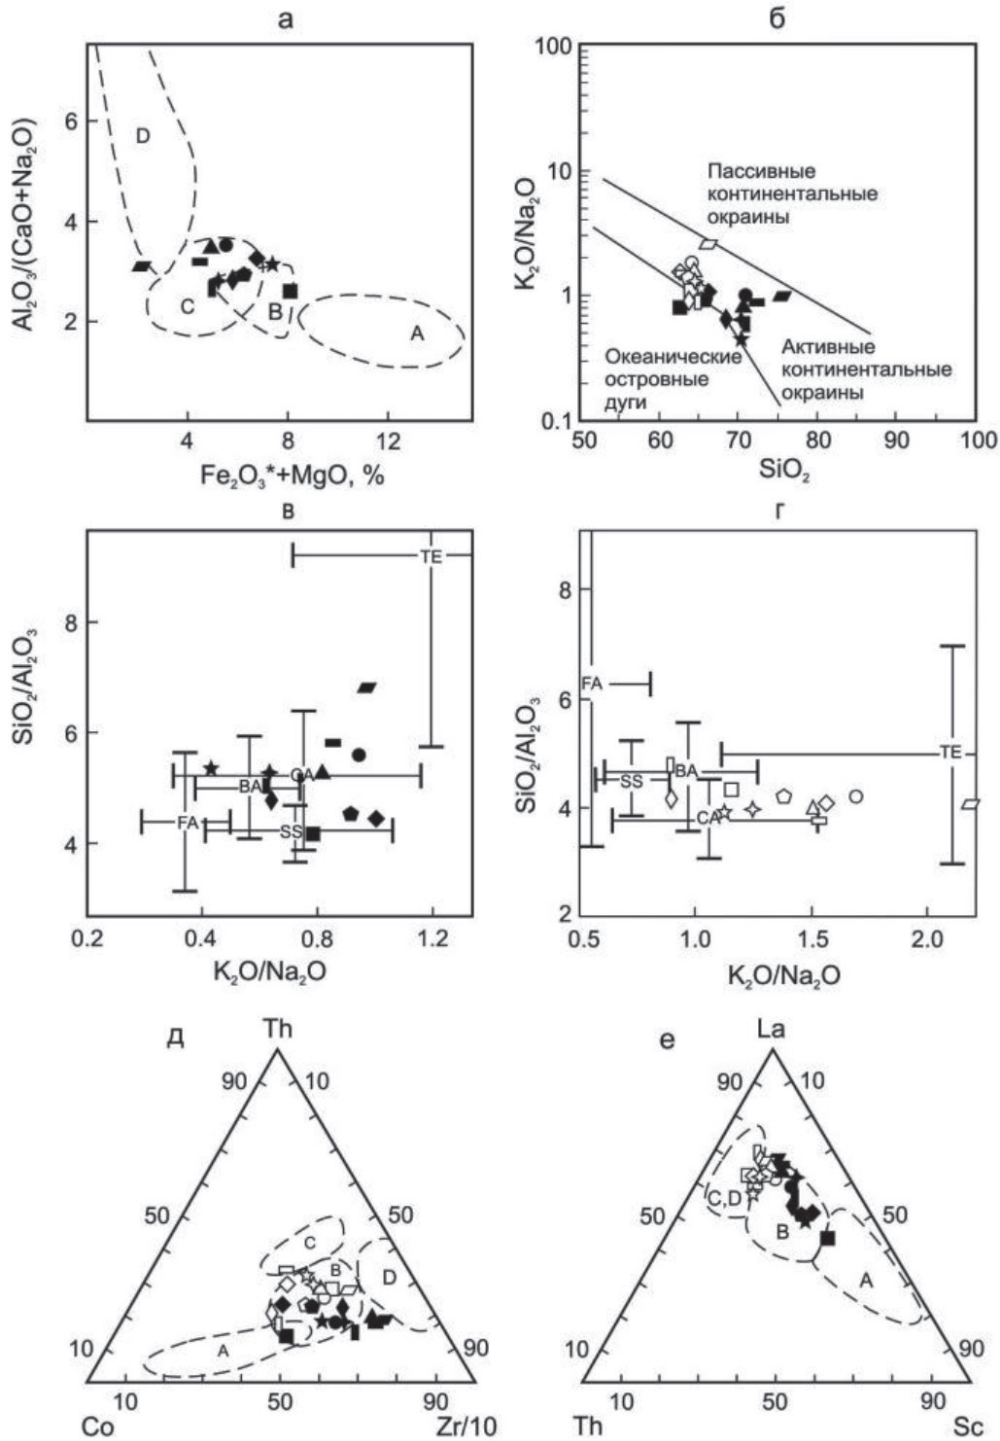 а
Al₂O₃/(CaO+Na₂O)
6
4
2
D
C
B
A
4
8
12
Fe₂O₃*+MgO, %
б
K₂O/Na₂O
100
10
1
0.1
Пассивные
континентальные
окраины
Океанические
островные
дуги
Активные
континентальные
окраины
50
60
70
80
90
100
SiO₂
в
SiO₂/Al₂O₃
8
6
4
TE
CA
BA
FA
SS
0.2
0.4
0.8
1.2
K₂O/Na₂O
г
SiO₂/Al₂O₃
8
6
4
2
FA
TE
SS
BA
CA
0.5
1.0
1.5
2.0
K₂O/Na₂O
д
Th
90
10
50
50
C
B
D
A
10
90
10
50
90
Co
Zr/10
е
La
90
10
50
50
C,D
B
A
10
90
10
50
90
Th
Sc